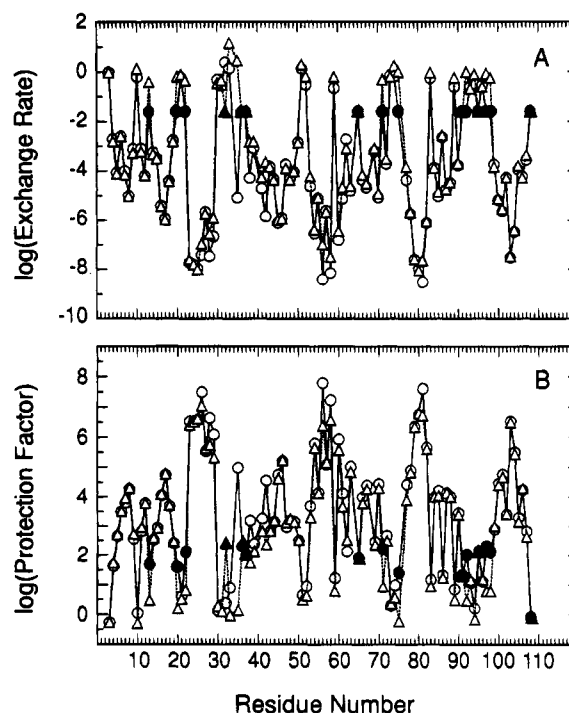 A
log(Exchange Rate)
2
0
-2
-4
-6
-8
-10
B
log(Protection Factor)
8
6
4
2
0
10 20 30 40 50 60 70 80 90 100 110
Residue Number